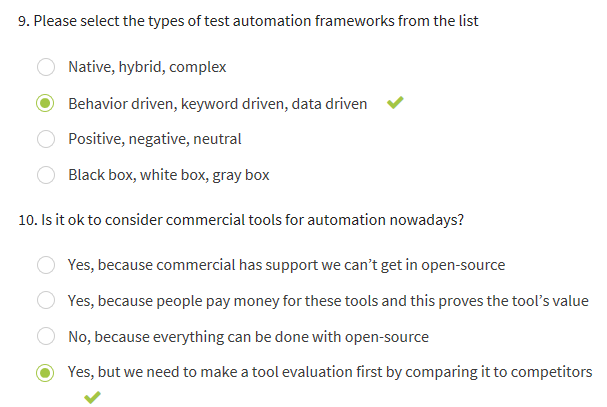 9. Please select the types of test automation frameworks from the list
Native, hybrid, complex
Behavior driven, keyword driven, data driven
Positive, negative, neutral
Black box, white box, gray box
10. Is it ok to consider commercial tools for automation nowadays?
Yes, because commercial has support we can’t get in open-source
Yes, because people pay money for these tools and this proves the tool’s value
No, because everything can be done with open-source
Yes, but we need to make a tool evaluation first by comparing it to competitors